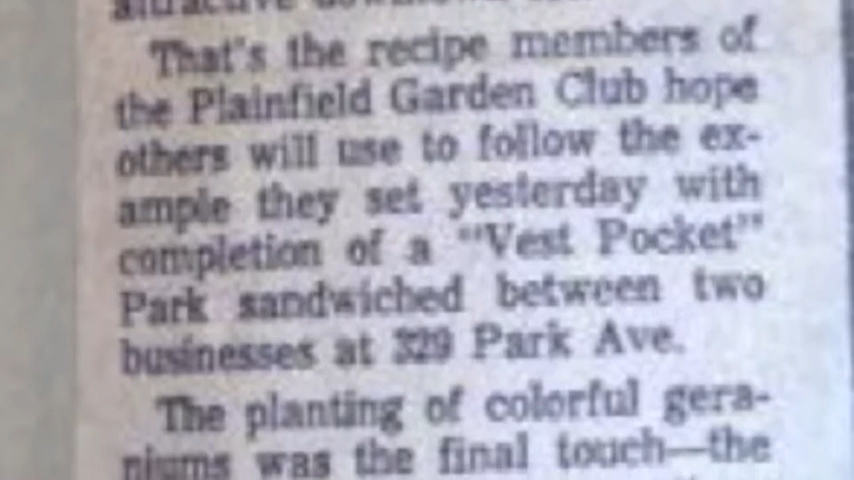 attractive downtown
That's the recipe members of
the Plainfield Garden Club hope
others will use to follow the ex-
ample they set yesterday with
completion of a "Vest Pocket"
Park sandwiched between two
businesses at 329 Park Ave.
The planting of colorful gera-
niums was the final touch—the